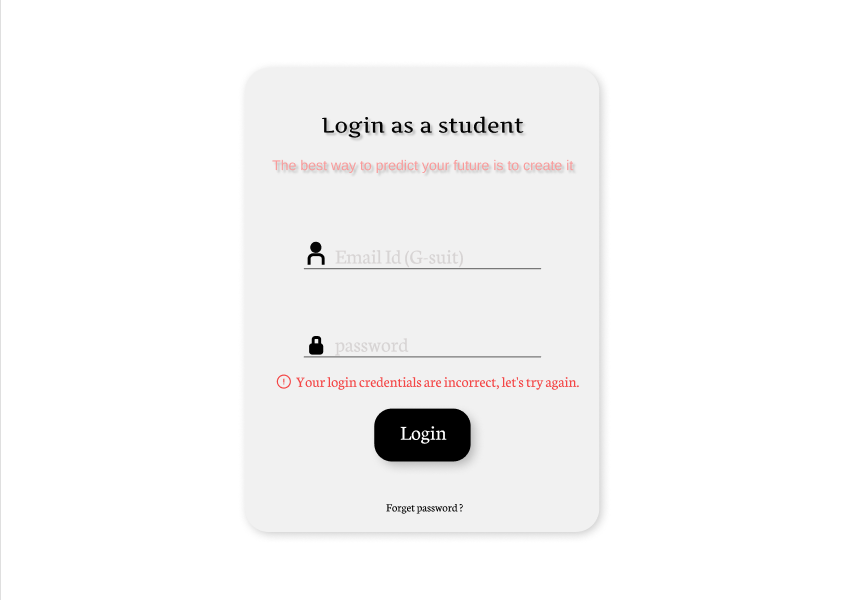 Login as a student
The best way to predict your future is to create it
Email Id (G-suit)
password
Your login credentials are incorrect, let's try again.
Login
Forget password ?